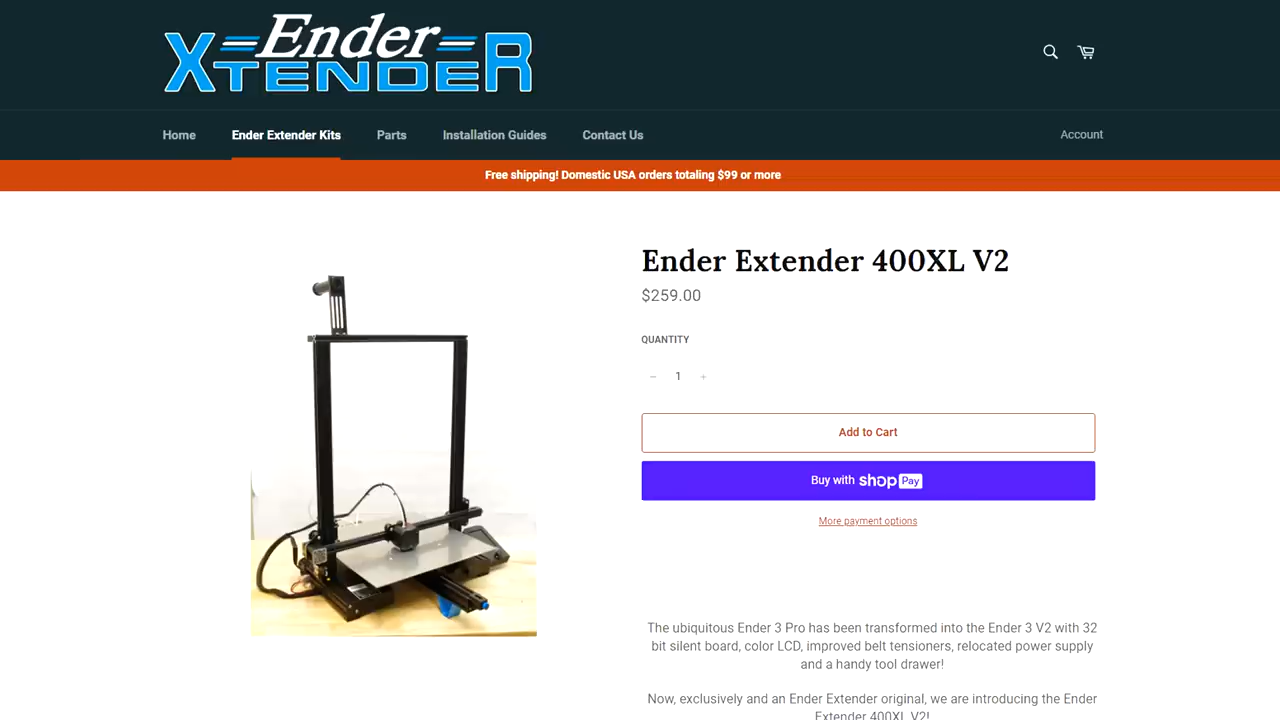 Ender
XTENDER
Home
Ender Extender Kits
Parts
Installation Guides
Contact Us
Account
Free shipping! Domestic USA orders totaling $99 or more
Ender Extender 400XL V2
$259.00
QUANTITY
− 1 +
Add to Cart
Buy with shop Pay
More payment options
The ubiquitous Ender 3 Pro has been transformed into the Ender 3 V2 with 32
bit silent board, color LCD, improved belt tensioners, relocated power supply
and a handy tool drawer!
Now, exclusively and an Ender Extender original, we are introducing the Ender
Extender 400XL V2!